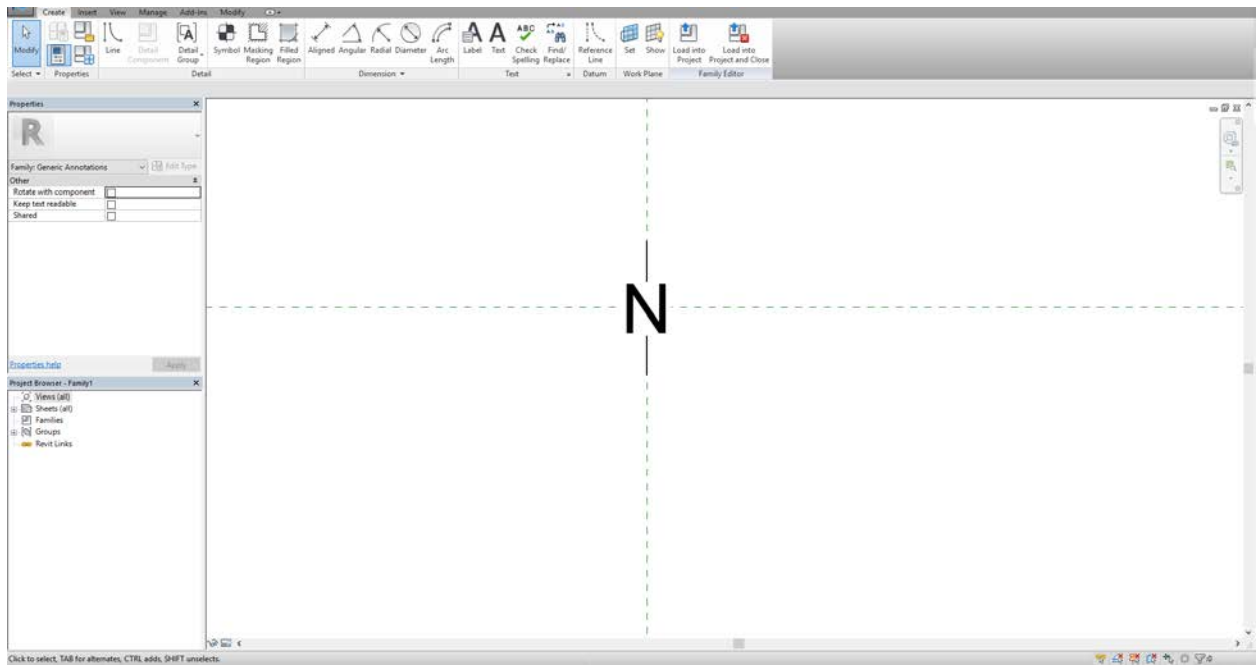 Create Insert View Manage Add-Ins Modify
Modify Line Detail Component Detail Group Symbol Masking Region Filled Region Aligned Angular Radial Diameter Arc Length Label Text ABC Check Spelling Find/ Replace Reference Line Set Show Load into Project Load into Project and Close
Select Properties Detail Dimension Text Datum Work Plane Family Editor
Properties
R
Family: Generic Annotations Edit Type
Other
Rotate with component
Keep text readable
Shared
N
Properties help Apply
Project Browser - Family1
Views (all)
Sheets (all)
Families
Groups
Revit Links
Click to select, TAB for alternates, CTRL adds, SHIFT unselects.